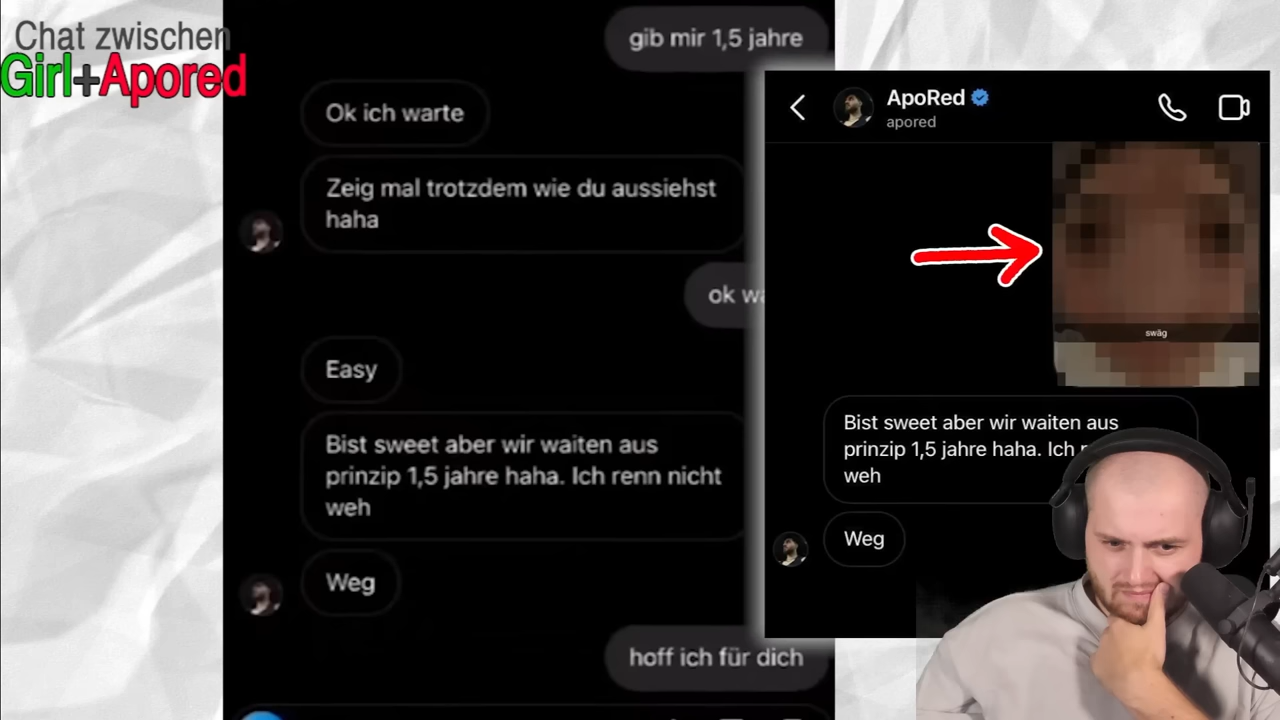 Chat zwischen
Girl+Apored
gib mir 1,5 jahre
Ok ich warte
Zeig mal trotzdem wie du aussiehst
haha
ok
Easy
Bist sweet aber wir waiten aus
prinzip 1,5 jahre haha. Ich renn nicht
weh
Weg
hoff ich für dich
ApoRed
apored
swäg
Bist sweet aber wir waiten aus
prinzip 1,5 jahre haha. Ich
weh
Weg